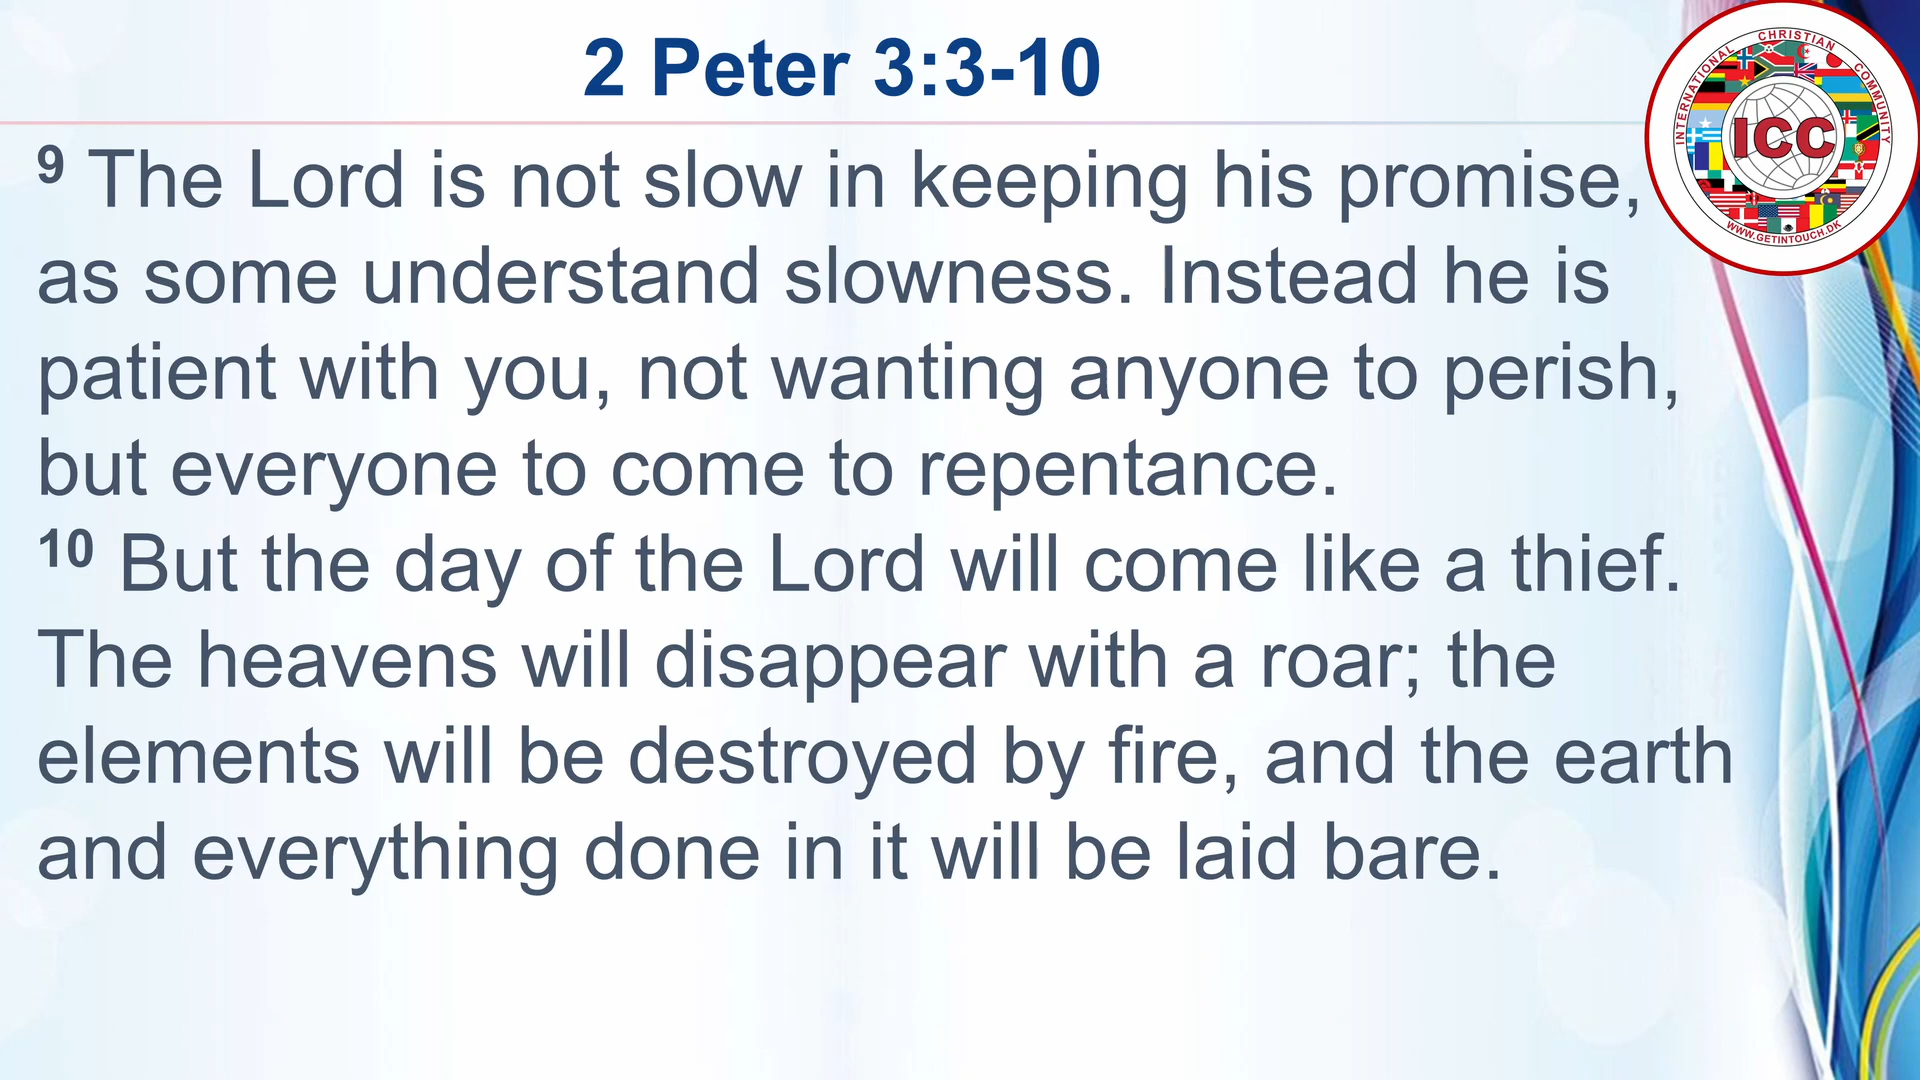 2 Peter 3:3-10
INTERNATIONAL CHRISTIAN COMMUNITY
ICC
WWW.GETINTOUCH.DK
9 The Lord is not slow in keeping his promise,
as some understand slowness. Instead he is
patient with you, not wanting anyone to perish,
but everyone to come to repentance.
10 But the day of the Lord will come like a thief.
The heavens will disappear with a roar; the
elements will be destroyed by fire, and the earth
and everything done in it will be laid bare.